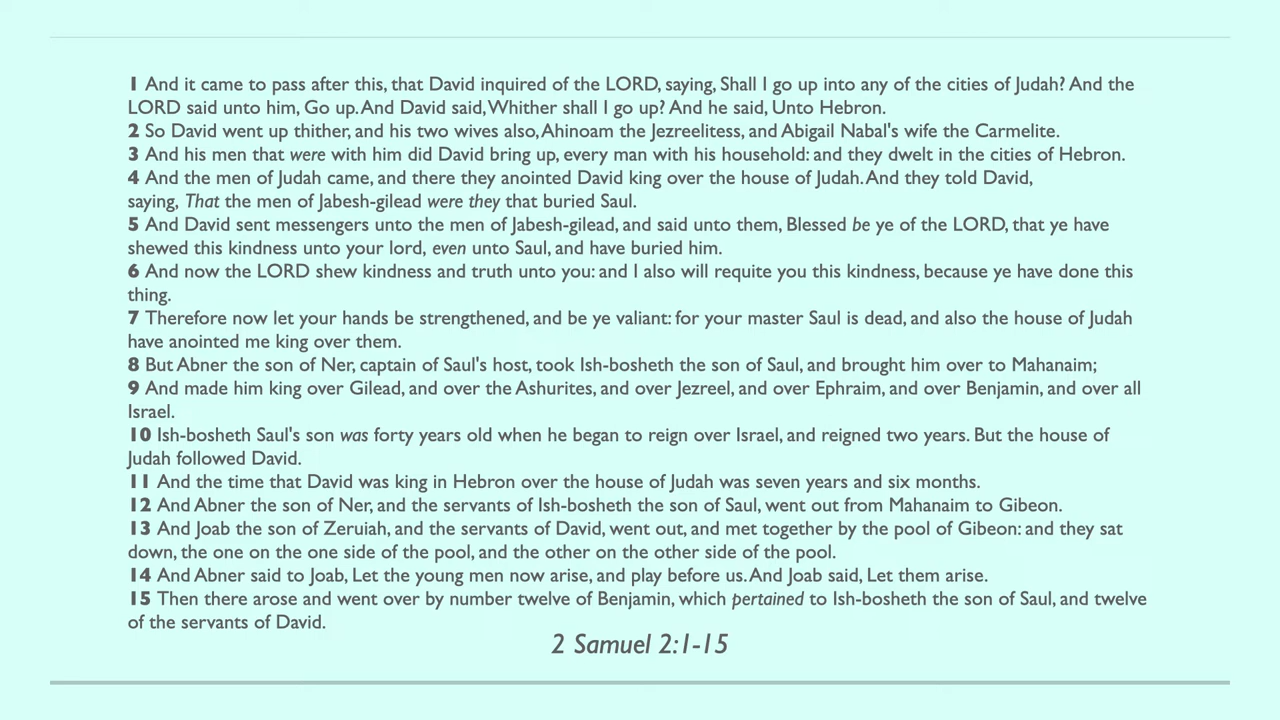 1 And it came to pass after this, that David inquired of the LORD, saying, Shall I go up into any of the cities of Judah? And the
LORD said unto him, Go up. And David said, Whither shall I go up? And he said, Unto Hebron.
2 So David went up thither, and his two wives also, Ahinoam the Jezreelitess, and Abigail Nabal's wife the Carmelite.
3 And his men that were with him did David bring up, every man with his household: and they dwelt in the cities of Hebron.
4 And the men of Judah came, and there they anointed David king over the house of Judah. And they told David,
saying, That the men of Jabesh-gilead were they that buried Saul.
5 And David sent messengers unto the men of Jabesh-gilead, and said unto them, Blessed be ye of the LORD, that ye have
shewed this kindness unto your lord, even unto Saul, and have buried him.
6 And now the LORD shew kindness and truth unto you: and I also will requite you this kindness, because ye have done this
thing.
7 Therefore now let your hands be strengthened, and be ye valiant: for your master Saul is dead, and also the house of Judah
have anointed me king over them.
8 But Abner the son of Ner, captain of Saul's host, took Ish-bosheth the son of Saul, and brought him over to Mahanaim;
9 And made him king over Gilead, and over the Ashurites, and over Jezreel, and over Ephraim, and over Benjamin, and over all
Israel.
10 Ish-bosheth Saul's son was forty years old when he began to reign over Israel, and reigned two years. But the house of
Judah followed David.
11 And the time that David was king in Hebron over the house of Judah was seven years and six months.
12 And Abner the son of Ner, and the servants of Ish-bosheth the son of Saul, went out from Mahanaim to Gibeon.
13 And Joab the son of Zeruiah, and the servants of David, went out, and met together by the pool of Gibeon: and they sat
down, the one on the one side of the pool, and the other on the other side of the pool.
14 And Abner said to Joab, Let the young men now arise, and play before us. And Joab said, Let them arise.
15 Then there arose and went over by number twelve of Benjamin, which pertained to Ish-bosheth the son of Saul, and twelve
of the servants of David.
2 Samuel 2:1-15